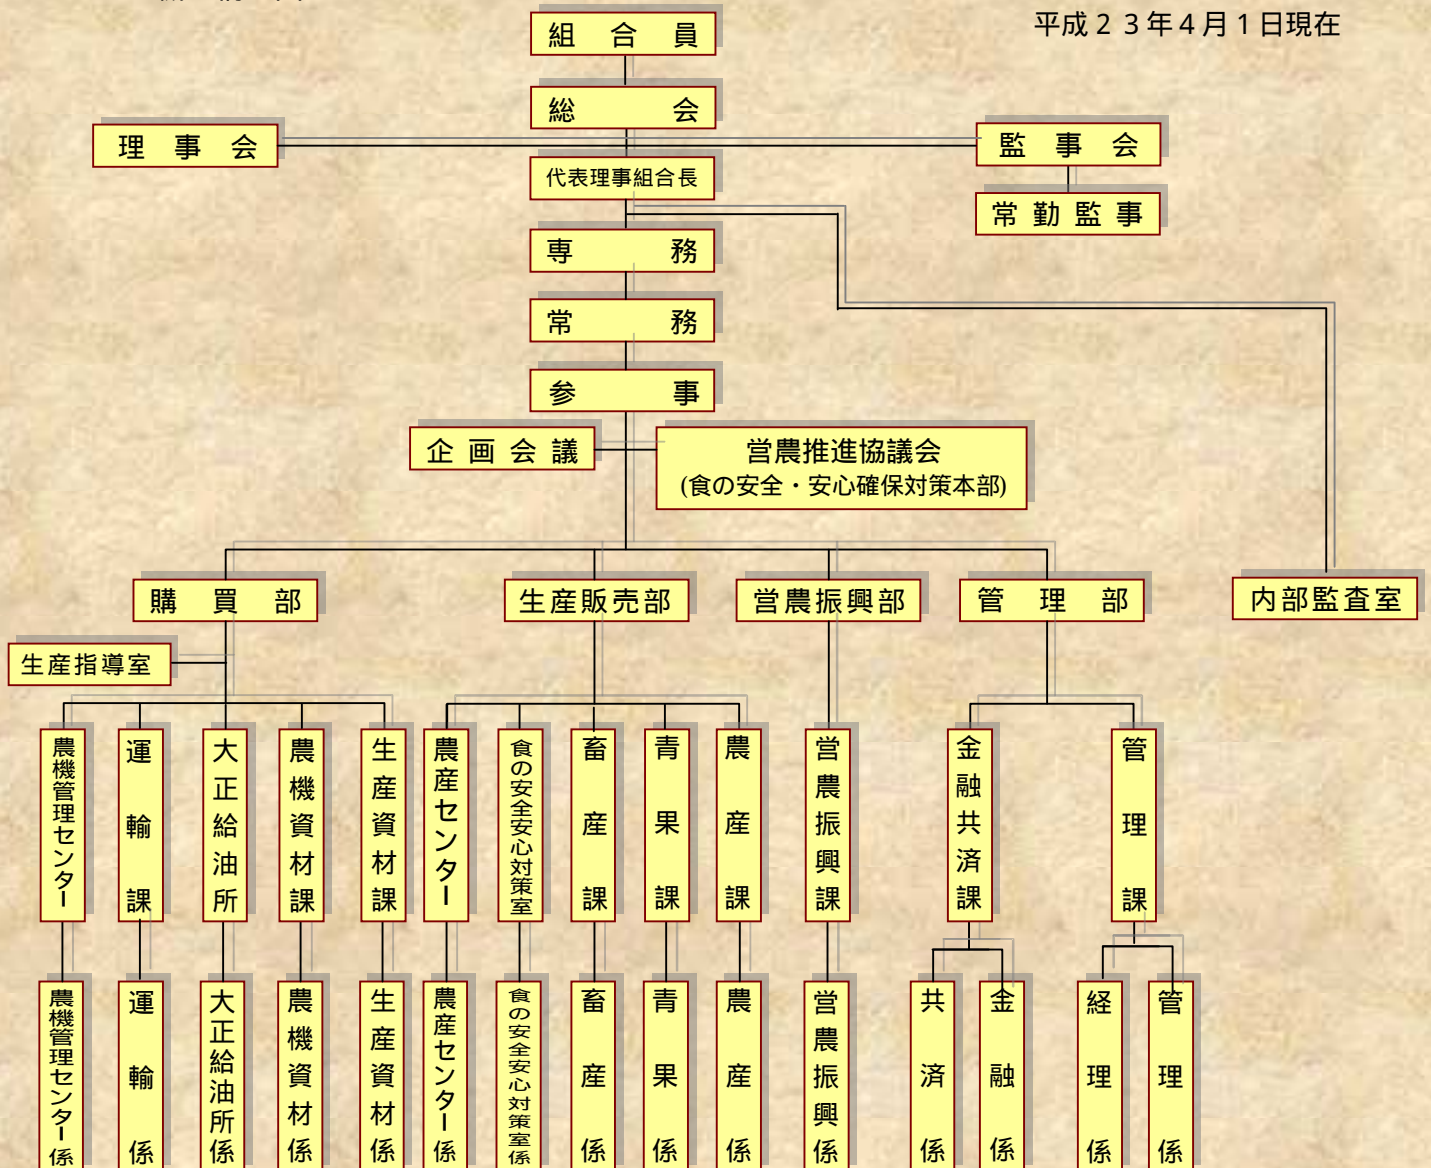 平成２３年４月１日現在
組合員
総会
理事会
監事会
代表理事組合長
常勤監事
専務
常務
参事
企画会議
営農推進協議会
(食の安全・安心確保対策本部)
購買部
生産販売部
営農振興部
管理部
内部監査室
生産指導室
農機管理センター
運輸課
大正給油所
農機資材課
生産資材課
農産センター
食の安全安心対策室
畜産課
青果課
農産課
営農振興課
金融共済課
管理課
農機管理センター係
運輸係
大正給油所係
農機資材係
生産資材係
農産センター係
食の安全安心対策室係
畜産係
青果係
農産係
営農振興係
共済係
金融係
経理係
管理係